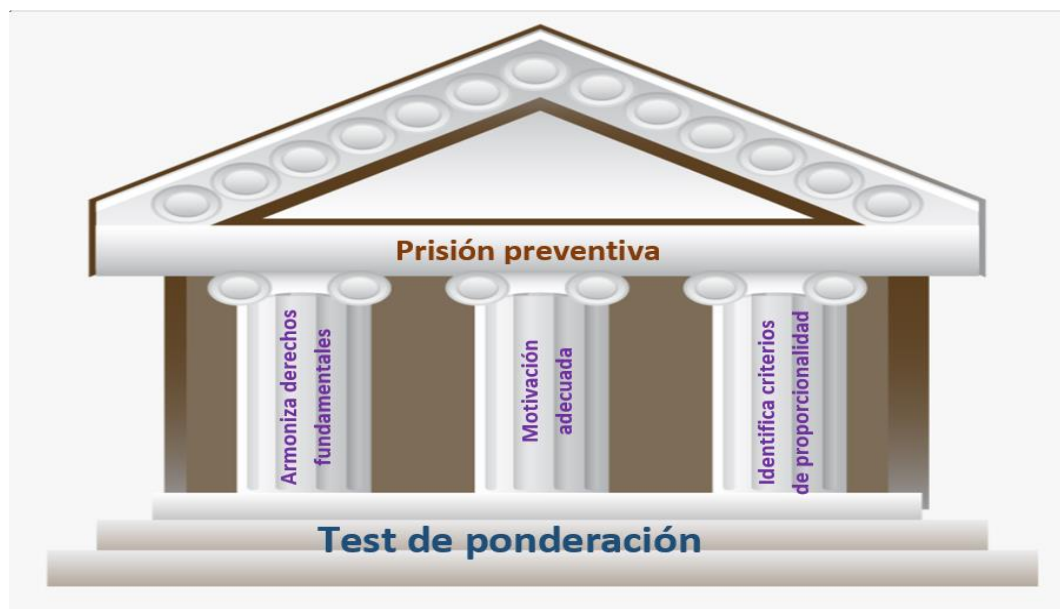 Prisión preventiva
Armoniza derechos
fundamentales
Motivación
adecuada
Identifica criterios
de proporcionalidad
Test de ponderación